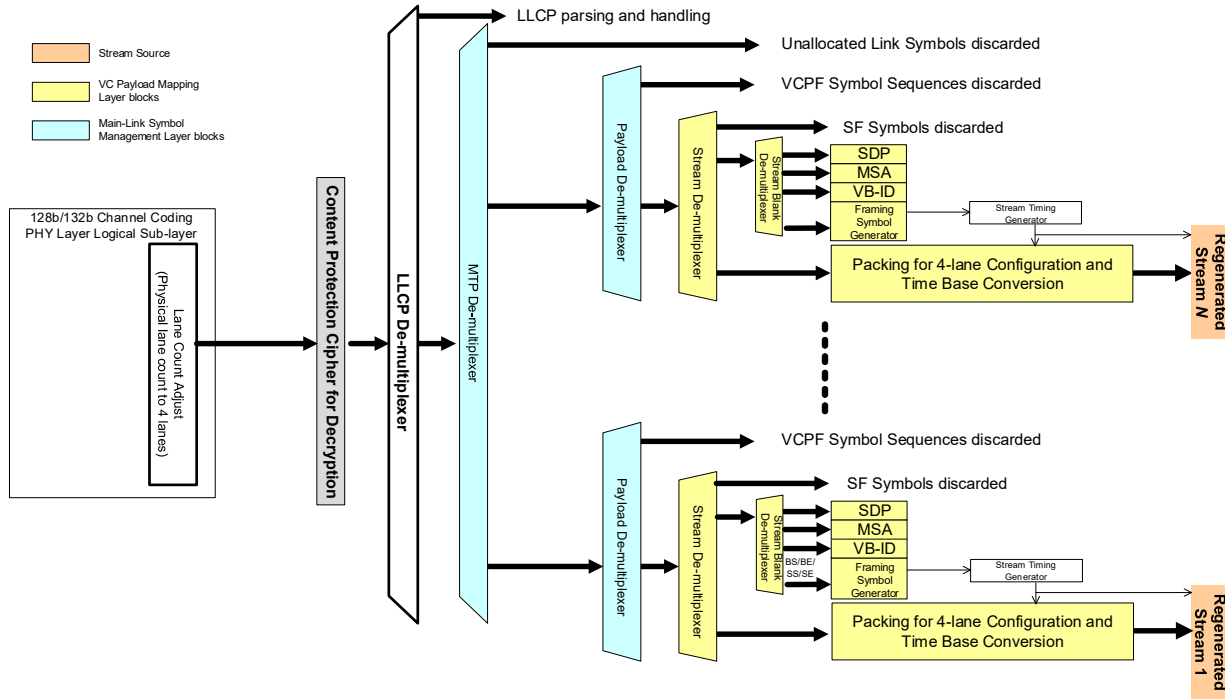 Stream Source
VC Payload Mapping
Layer blocks
Main-Link Symbol
Management Layer blocks
128b/132b Channel Coding
PHY Layer Logical Sub-layer
Lane Count Adjust
(Physical lane count to 4 lanes)
Content Protection Cipher for Decryption
LLCP De-multiplexer
LLCP parsing and handling
MTP De-multiplexer
Unallocated Link Symbols discarded
Payload De-multiplexer
VCPF Symbol Sequences discarded
Stream De-multiplexer
SF Symbols discarded
Stream Blank
De-multiplexer
SDP
MSA
VB-ID
Framing
Symbol
Generator
Stream Timing
Generator
Packing for 4-lane Configuration and
Time Base Conversion
Regenerated
Stream N
Payload De-multiplexer
VCPF Symbol Sequences discarded
Stream De-multiplexer
SF Symbols discarded
Stream Blank
De-multiplexer
SDP
MSA
VB-ID
BS/BE/
SS/SE
Framing
Symbol
Generator
Stream Timing
Generator
Packing for 4-lane Configuration and
Time Base Conversion
Regenerated
Stream 1